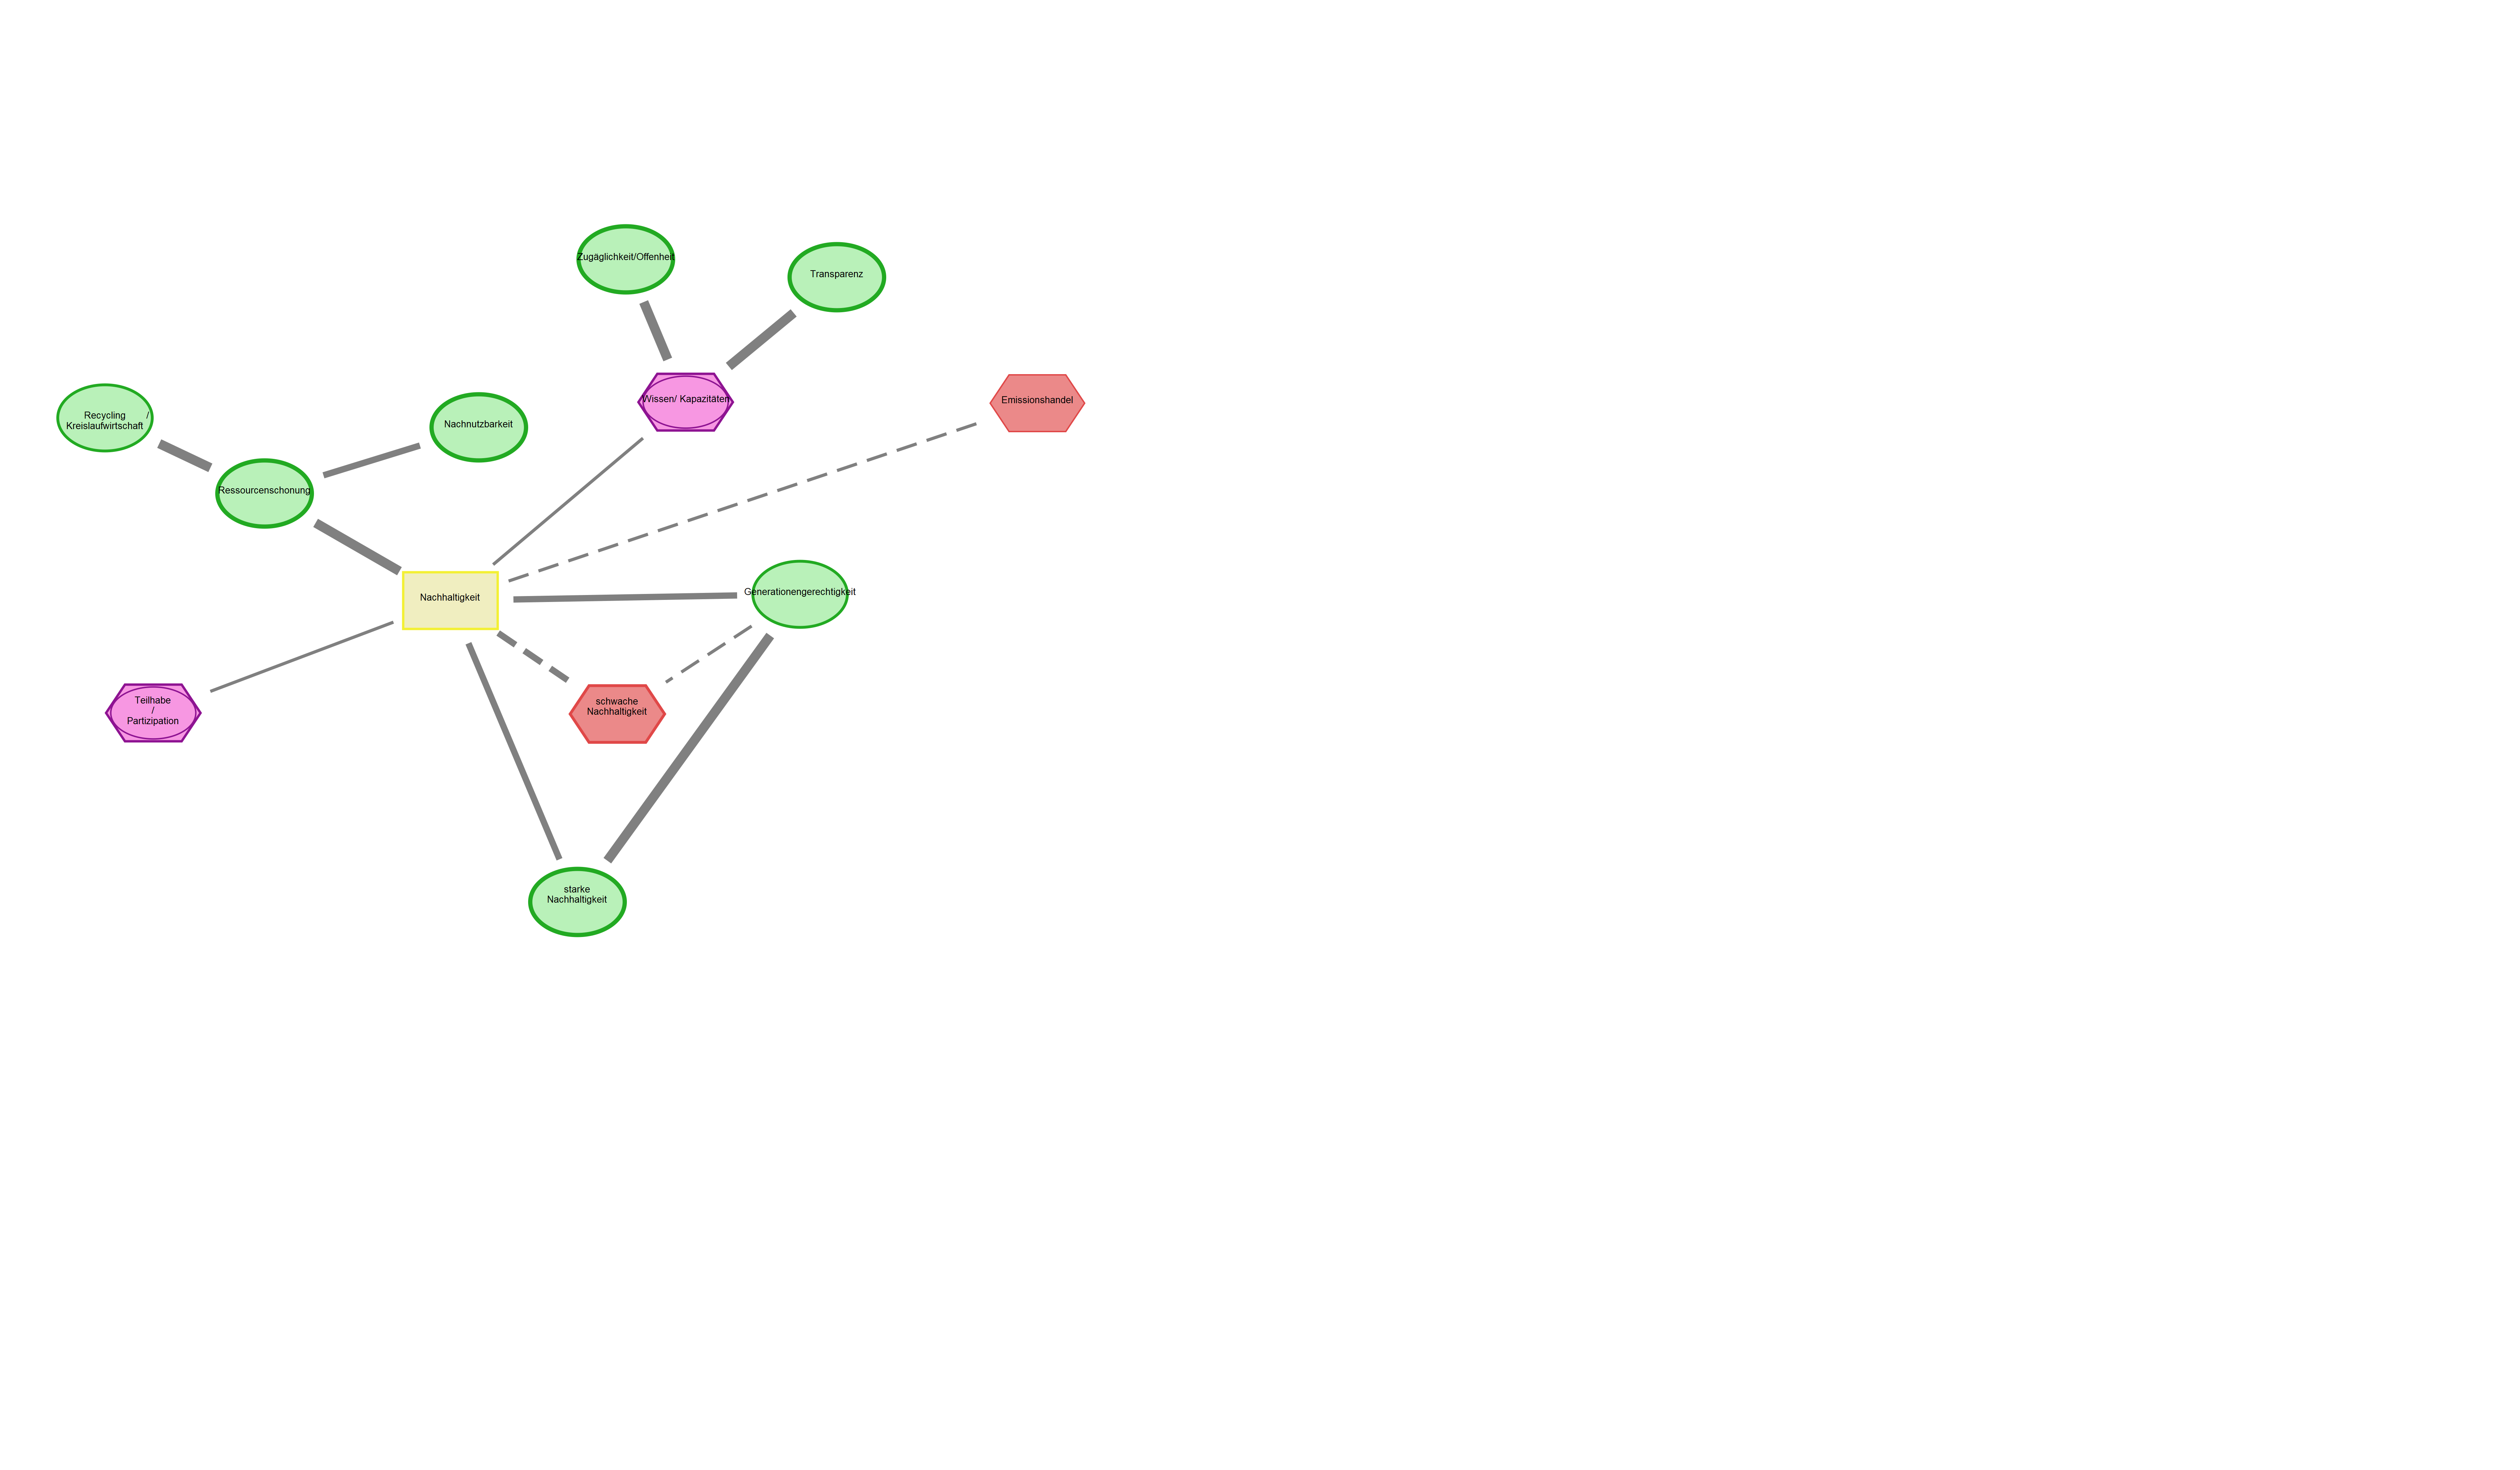 Zugäglichkeit/Offenheit
Transparenz
Wissen/ Kapazitäten
Emissionshandel
Recycling /
Kreislaufwirtschaft
Nachnutzbarkeit
Ressourcenschonung
Nachhaltigkeit
Generationengerechtigkeit
Teilhabe
/
Partizipation
schwache
Nachhaltigkeit
starke
Nachhaltigkeit